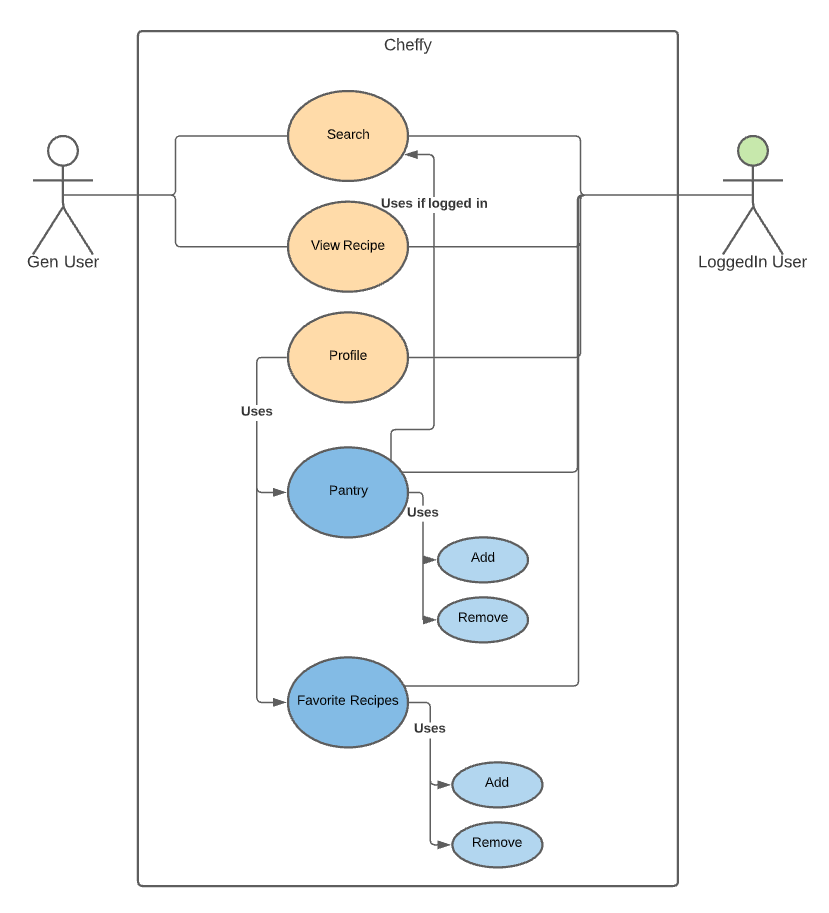 Cheffy
Search
Uses if logged in
View Recipe
Gen User
LoggedIn User
Profile
Uses
Pantry
Uses
Add
Remove
Favorite Recipes
Uses
Add
Remove